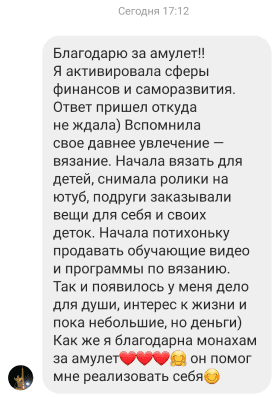 Сегодня 17:12
Благодарю за амулет!!
Я активировала сферы
финансов и саморазвития.
Ответ пришел откуда
не ждала) Вспомнила
свое давнее увлечение —
вязание. Начала вязать для
детей, снимала ролики на
ютуб, подруги заказывали
вещи для себя и своих
деток. Начала потихоньку
продавать обучающие видео
и программы по вязанию.
Так и появилось у меня дело
для души, интерес к жизни и
пока небольшие, но деньги)
Как же я благодарна монахам
за амулет❤️❤️❤️🤗 он помог
мне реализовать себя😊